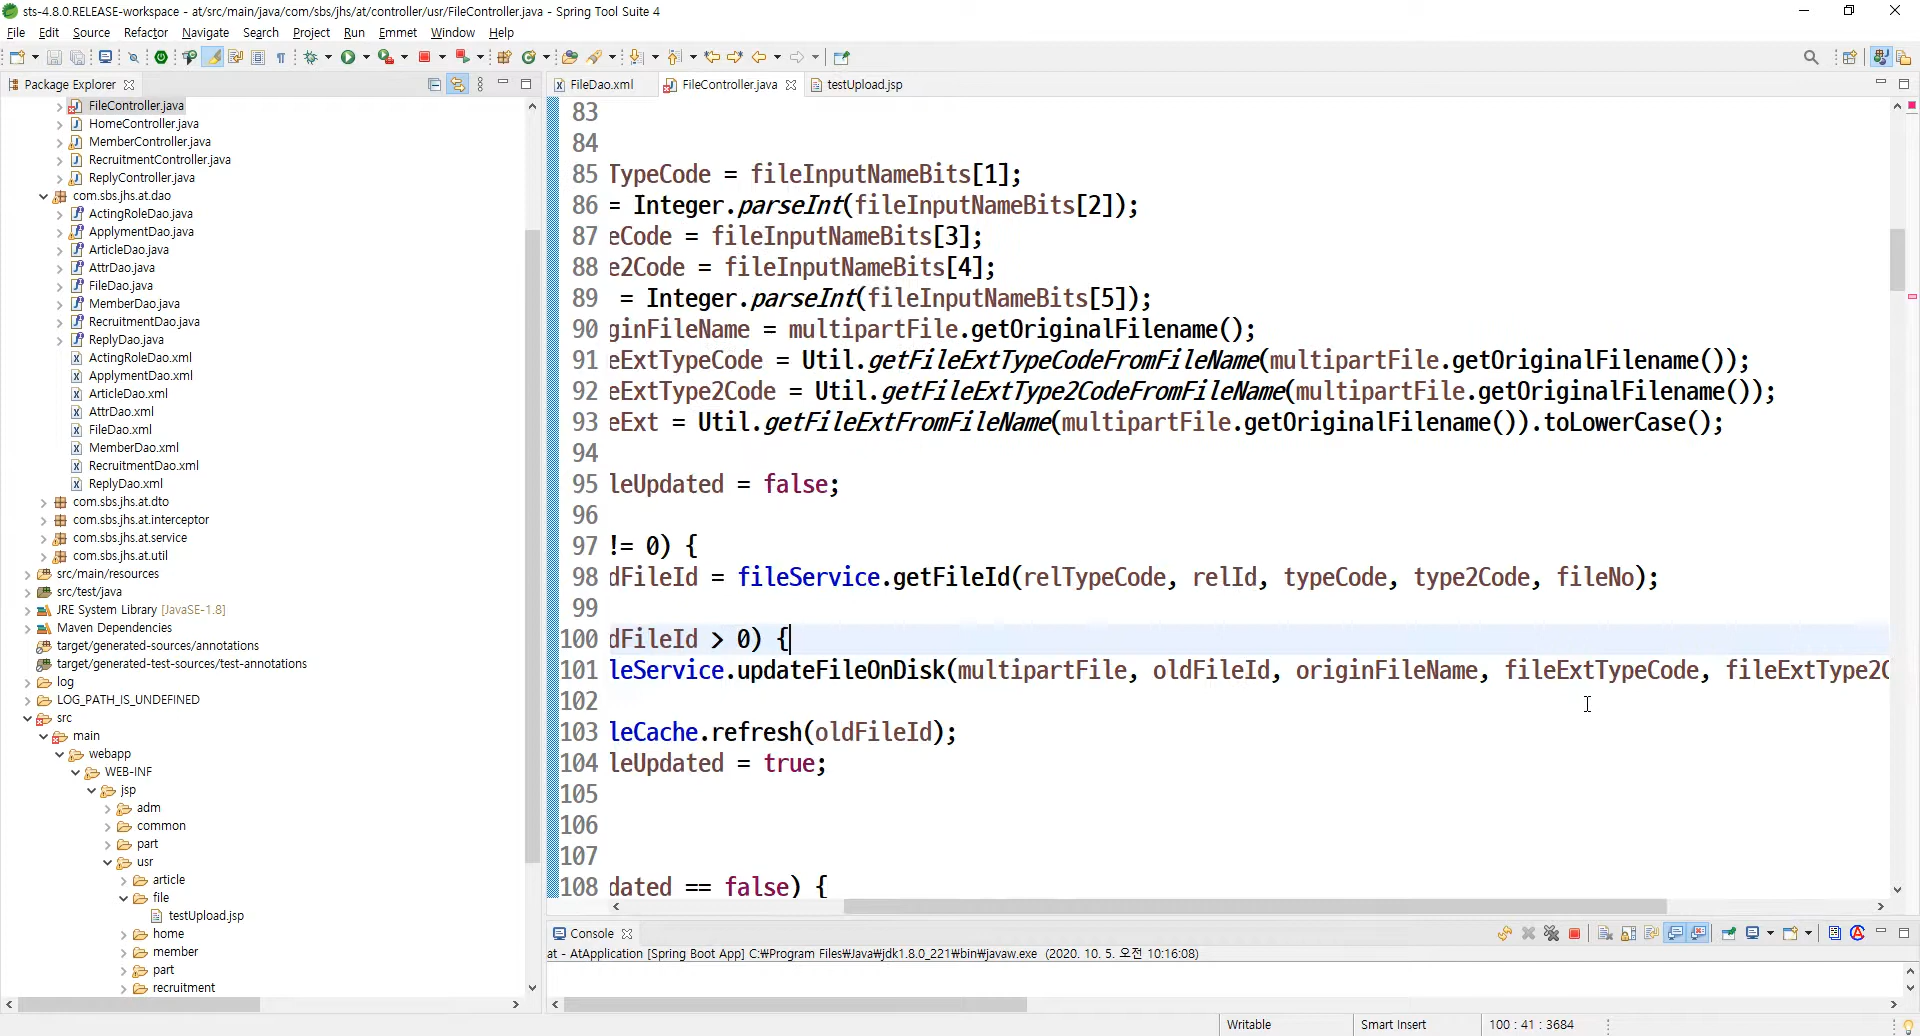 sts-4.8.0.RELEASE-workspace - at/src/main/java/com/sbs/jhs/at/controller/usr/FileController.java - Spring Tool Suite 4
File Edit Source Refactor Navigate Search Project Run Emmet Window Help
Package Explorer
FileController.java
HomeController.java
MemberController.java
RecruitmentController.java
ReplyController.java
com.sbs.jhs.at.dao
ActingRoleDao.java
ApplymentDao.java
ArticleDao.java
AttrDao.java
FileDao.java
MemberDao.java
RecruitmentDao.java
ReplyDao.java
ActingRoleDao.xml
ApplymentDao.xml
ArticleDao.xml
AttrDao.xml
FileDao.xml
MemberDao.xml
RecruitmentDao.xml
ReplyDao.xml
com.sbs.jhs.at.dto
com.sbs.jhs.at.interceptor
com.sbs.jhs.at.service
com.sbs.jhs.at.util
src/main/resources
src/test/java
JRE System Library [JavaSE-1.8]
Maven Dependencies
target/generated-sources/annotations
target/generated-test-sources/test-annotations
log
LOG_PATH_IS_UNDEFINED
src
main
webapp
WEB-INF
jsp
adm
common
part
usr
article
file
testUpload.jsp
home
member
part
recruitment
FileDao.xml FileController.java testUpload.jsp
83
84
85 TypeCode = fileInputNameBits[1];
86 = Integer.parseInt(fileInputNameBits[2]);
87 eCode = fileInputNameBits[3];
88 e2Code = fileInputNameBits[4];
89 = Integer.parseInt(fileInputNameBits[5]);
90 ginFileName = multipartFile.getOriginalFilename();
91 eExtTypeCode = Util.getFileExtTypeCodeFromFileName(multipartFile.getOriginalFilename());
92 eExtType2Code = Util.getFileExtType2CodeFromFileName(multipartFile.getOriginalFilename());
93 eExt = Util.getFileExtFromFileName(multipartFile.getOriginalFilename()).toLowerCase();
94
95 leUpdated = false;
96
97 != 0) {
98 dFileId = fileService.getFileId(relTypeCode, relId, typeCode, type2Code, fileNo);
99
100 dFileId > 0) {
101 leService.updateFileOnDisk(multipartFile, oldFileId, originFileName, fileExtTypeCode, fileExtType2C
102
103 leCache.refresh(oldFileId);
104 leUpdated = true;
105
106
107
108 dated == false) {
Console
at - AtApplication [Spring Boot App] C:₩Program Files₩Java₩jdk1.8.0_221₩bin₩javaw.exe (2020. 10. 5. 오전 10:16:08)
Writable Smart Insert 100 : 41 : 3684